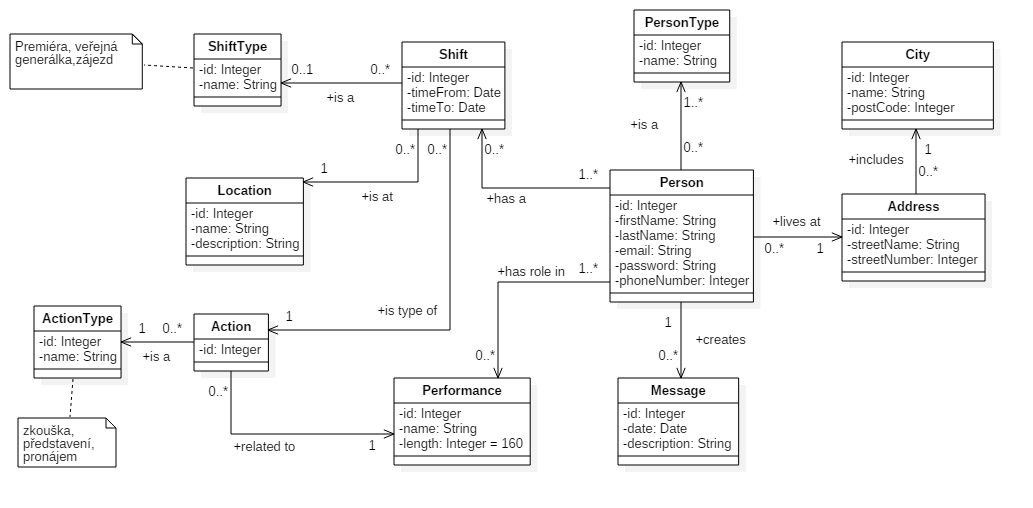 Premiéra, veřejná
generálka,zájezd
ShiftType
-id: Integer
-name: String
0..1
0..*
+is a
Shift
-id: Integer
-timeFrom: Date
-timeTo: Date
PersonType
-id: Integer
-name: String
1..*
+is a
0..*
City
-id: Integer
-name: String
-postCode: Integer
1
+includes
0..*
0..*
0..*
0..*
1
+is at
Location
-id: Integer
-name: String
-description: String
1..*
+has a
Person
-id: Integer
-firstName: String
-lastName: String
-email: String
-password: String
-phoneNumber: Integer
+lives at
0..*
1
Address
-id: Integer
-streetName: String
-streetNumber: Integer
+has role in
1..*
0..*
+is type of
1
ActionType
-id: Integer
-name: String
1
0..*
+is a
Action
-id: Integer
0..*
+related to
1
1
+creates
0..*
Performance
-id: Integer
-name: String
-length: Integer = 160
Message
-id: Integer
-date: Date
-description: String
zkouška,
představení,
pronájem